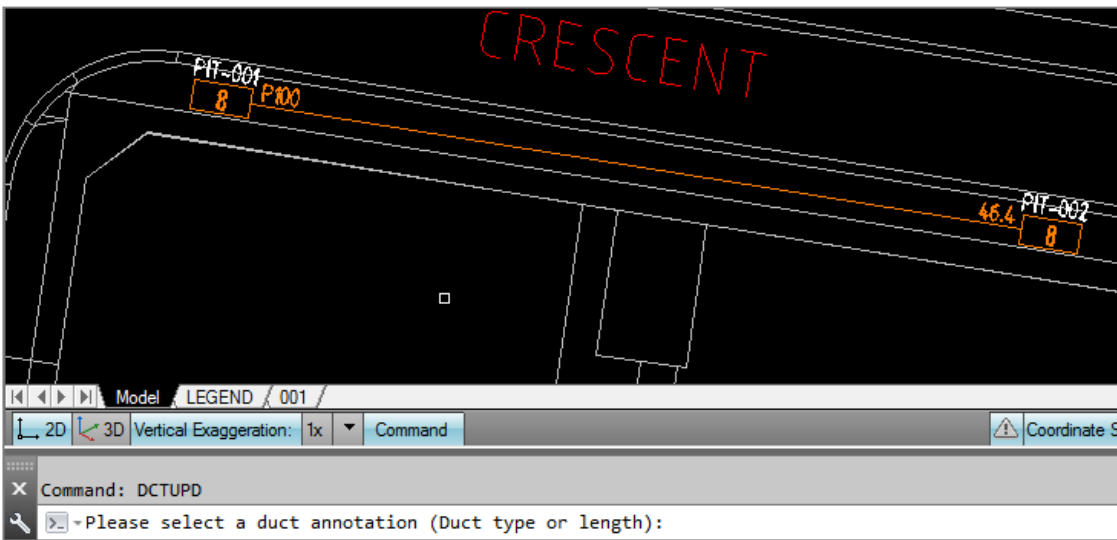 CRESCENT
PIT-001
8 P100
46.4 PIT-002
8
Model LEGEND 001
2D 3D Vertical Exaggeration: 1x Command Coordinate S
Command: DCTUPD
Please select a duct annotation (Duct type or length):